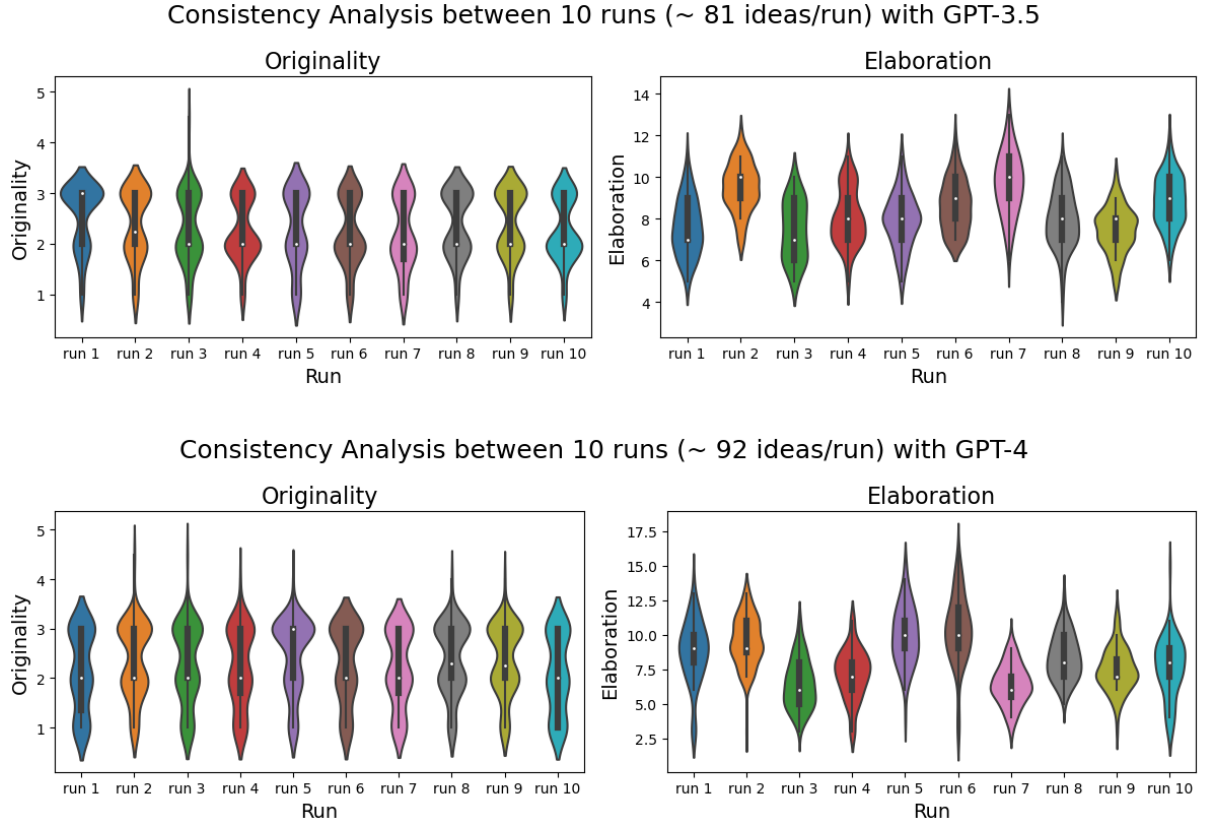 Consistency Analysis between 10 runs (~ 81 ideas/run) with GPT-3.5
Originality
Originality
5
4
3
2
1
run 1 run 2 run 3 run 4 run 5 run 6 run 7 run 8 run 9 run 10
Run
Elaboration
Elaboration
14
12
10
8
6
4
run 1 run 2 run 3 run 4 run 5 run 6 run 7 run 8 run 9 run 10
Run
Consistency Analysis between 10 runs (~ 92 ideas/run) with GPT-4
Originality
Originality
5
4
3
2
1
run 1 run 2 run 3 run 4 run 5 run 6 run 7 run 8 run 9 run 10
Run
Elaboration
Elaboration
17.5
15.0
12.5
10.0
7.5
5.0
2.5
run 1 run 2 run 3 run 4 run 5 run 6 run 7 run 8 run 9 run 10
Run